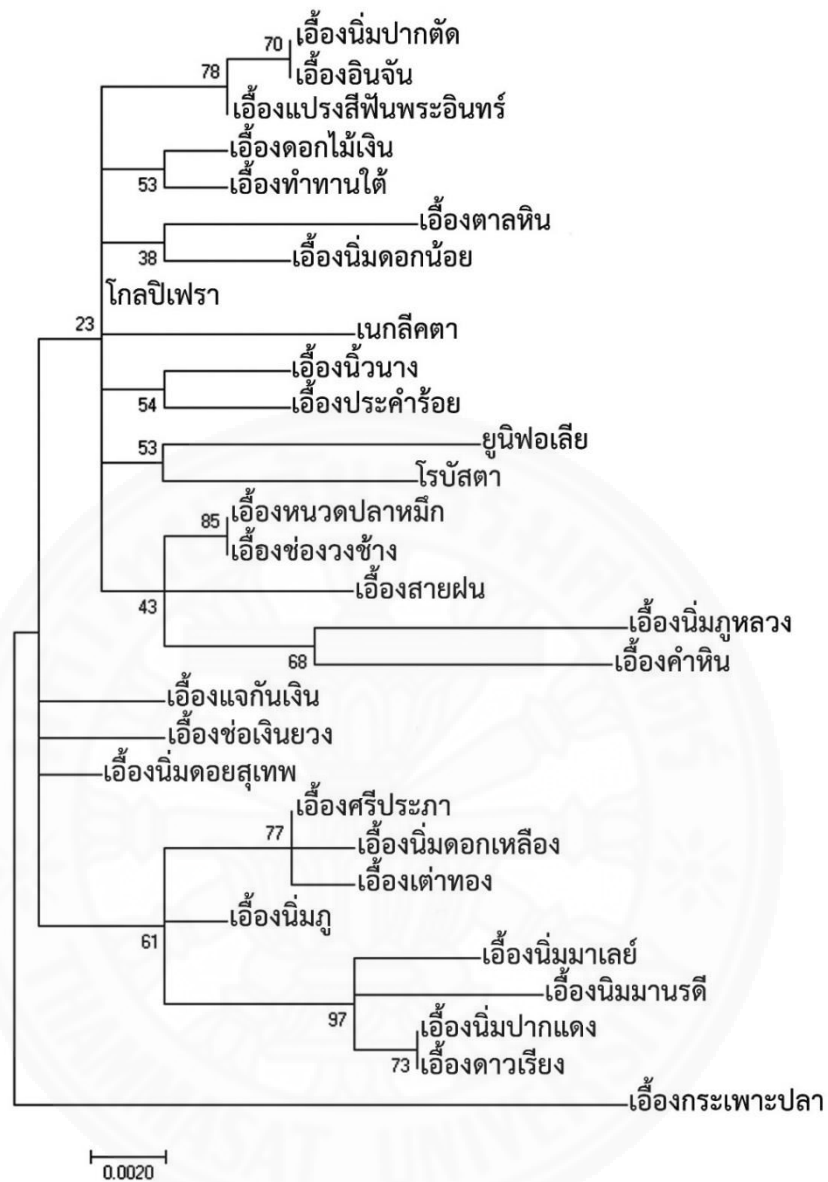 70
เอื้องนิ่มปากตัด
78
เอื้องอินจัน
เอื้องแปรงสีฟันพระอินทร์
เอื้องดอกไม้เงิน
53
เอื้องทำทานใต้
เอื้องตาลหิน
38
เอื้องนิ่มดอกน้อย
โกลปิเฟรา
23
เนกลีคตา
เอื้องนิ้วนาง
54
เอื้องประคำร้อย
53
ยูนิฟอเลีย
โรบัสตา
85
เอื้องหนวดปลาหมึก
เอื้องช่องวงช้าง
เอื้องสายฝน
43
เอื้องนิ่มภูหลวง
68
เอื้องคำหิน
เอื้องแจกันเงิน
เอื้องช่อเงินยวง
เอื้องนิ่มดอยสุเทพ
เอื้องศรีประภา
77
เอื้องนิ่มดอกเหลือง
เอื้องเต่าทอง
เอื้องนิ่มภู
61
เอื้องนิ่มมาเลย์
เอื้องนิมมานรดี
97
เอื้องนิ่มปากแดง
73
เอื้องดาวเรียง
เอื้องกระเพาะปลา
0.0020
THAMMASAT UNIVERSITY